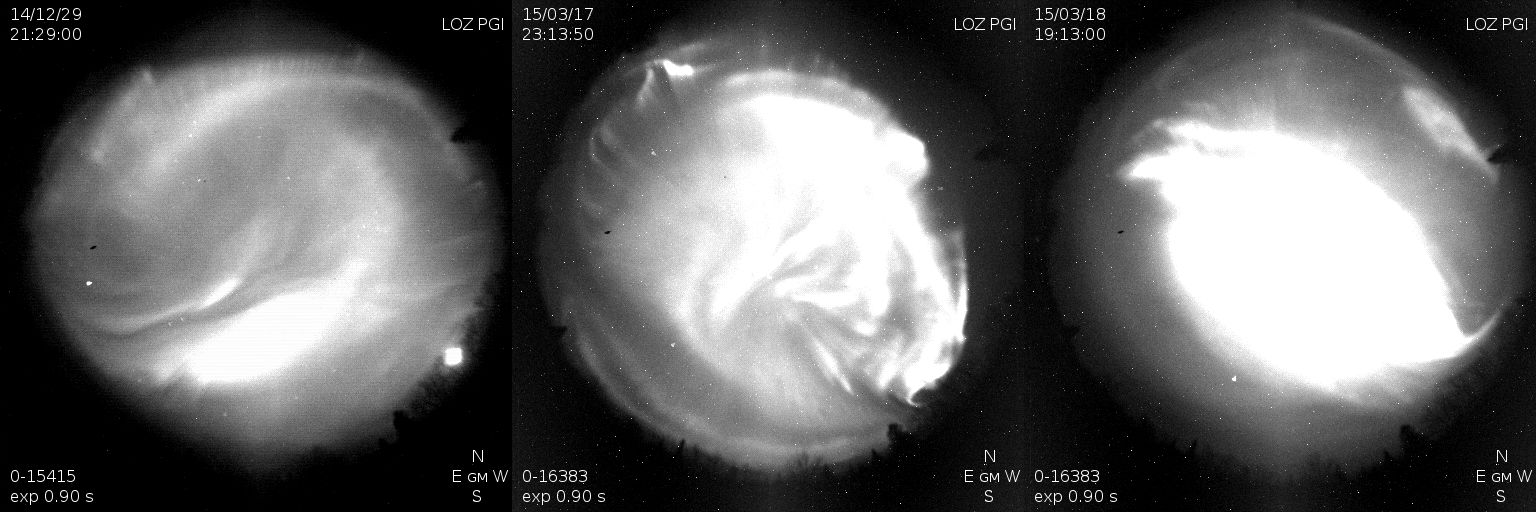 14/12/29
21:29:00
LOZ PGI
0-15415
exp 0.90 s
N
E GM W
S
15/03/17
23:13:50
LOZ PGI
0-16383
exp 0.90 s
N
E GM W
S
15/03/18
19:13:00
LOZ PGI
0-16383
exp 0.90 s
N
E GM W
S